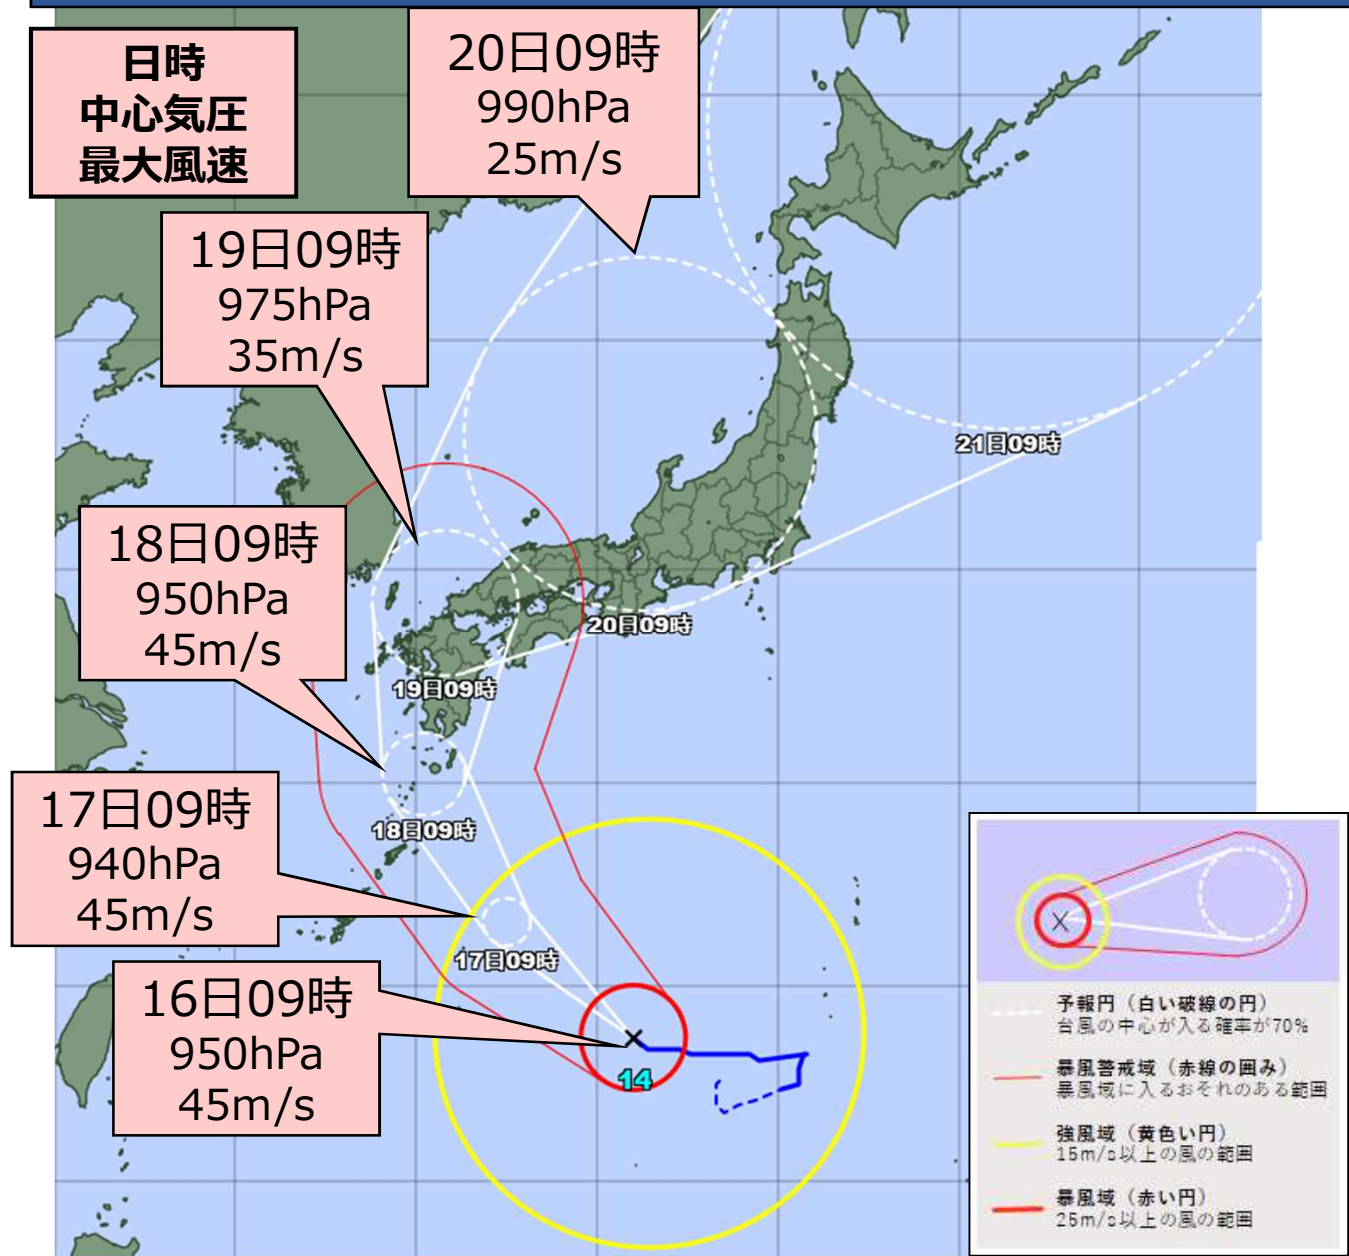 日時
中心気圧
最大風速
20日09時
990hPa
25m/s
19日09時
975hPa
35m/s
18日09時
950hPa
45m/s
17日09時
940hPa
45m/s
16日09時
950hPa
45m/s
21日09時
20日09時
19日09時
18日09時
17日09時
14
予報円（白い破線の円）
台風の中心が入る確率が70%
暴風警戒域（赤線の囲み）
暴風域に入るおそれのある範囲
強風域（黄色い円）
15m/s以上の風の範囲
暴風域（赤い円）
25m/s以上の風の範囲